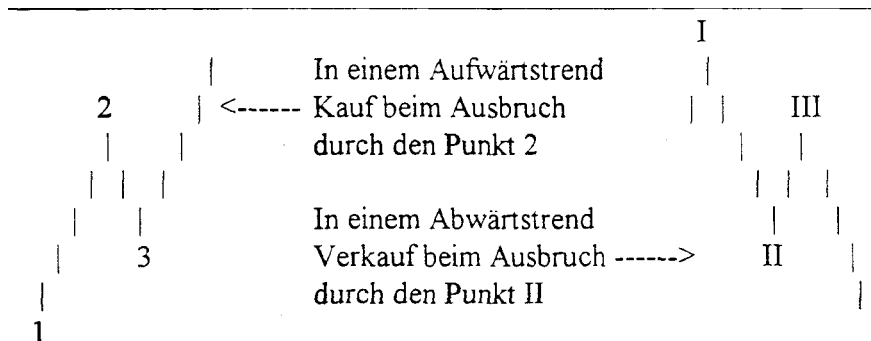 I
In einem Aufwärtstrend
2 <------ Kauf beim Ausbruch III
durch den Punkt 2
In einem Abwärtstrend
3 Verkauf beim Ausbruch ------> II
durch den Punkt II
1